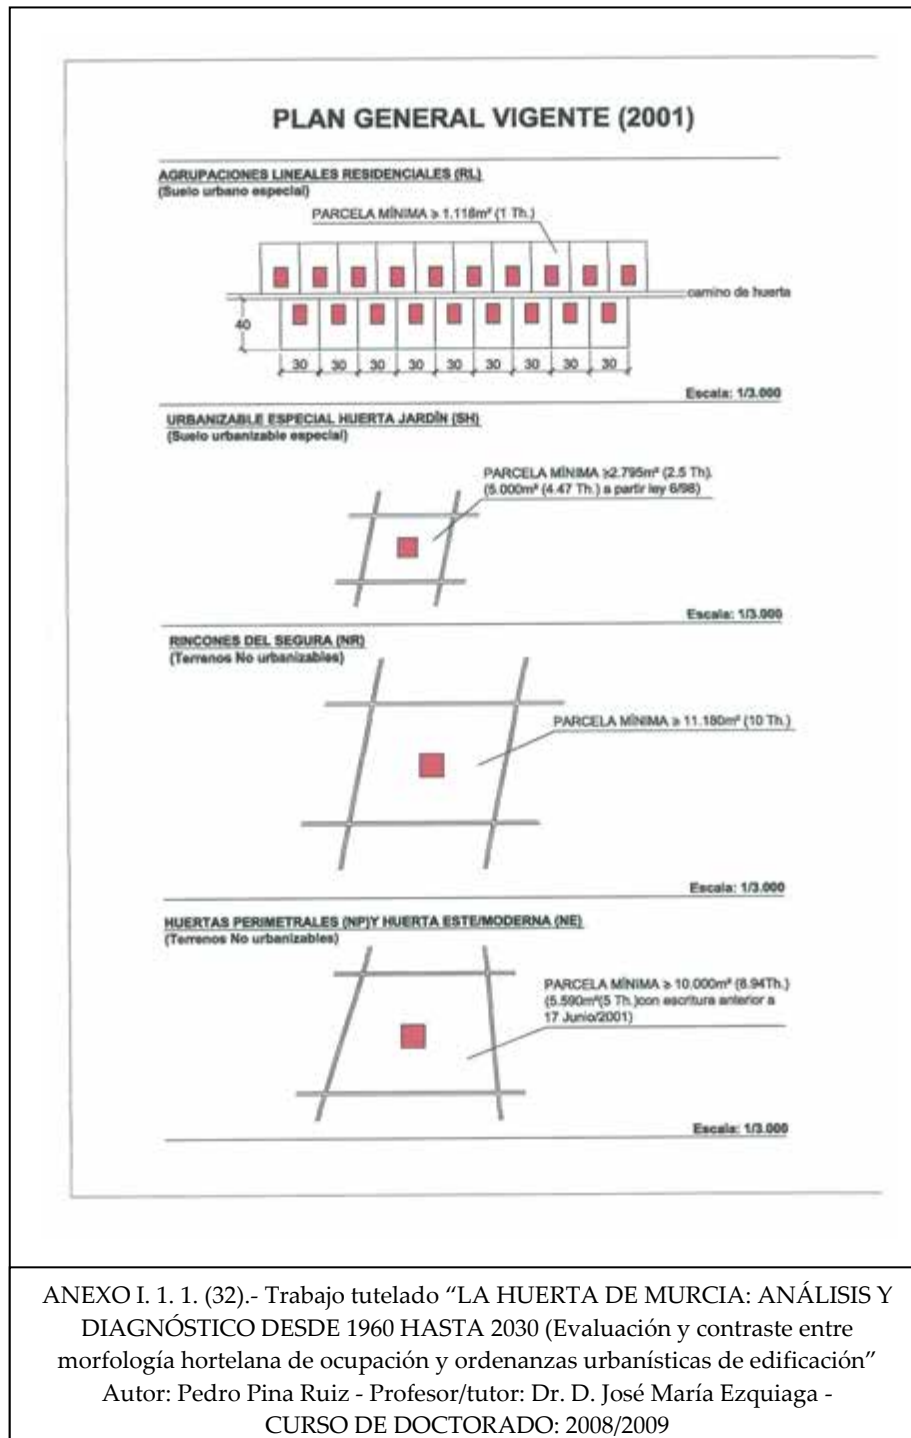 PLAN GENERAL VIGENTE (2001)
AGRUPACIONES LINEALES RESIDENCIALES (RL)
(Suelo urbano especial)
PARCELA MÍNIMA ≥ 1.118m² (1 Th.)
camino de huerta
40
30 30 30 30 30 30 30 30 30
Escala: 1/3.000
URBANIZABLE ESPECIAL HUERTA JARDÍN (SH)
(Suelo urbanizable especial)
PARCELA MÍNIMA ≥2.795m² (2.5 Th).
(5.000m² (4.47 Th.) a partir ley 6/98)
Escala: 1/3.000
RINCONES DEL SEGURA (NR)
(Terrenos No urbanizables)
PARCELA MÍNIMA ≥ 11.180m² (10 Th.)
Escala: 1/3.000
HUERTAS PERIMETRALES (NP)Y HUERTA ESTE/MODERNA (NE)
(Terrenos No urbanizables)
PARCELA MÍNIMA ≥ 10.000m² (8.94Th.)
(5.590m²(5 Th.)con escritura anterior a
17 Junio/2001)
Escala: 1/3.000
ANEXO I. 1. 1. (32).- Trabajo tutelado “LA HUERTA DE MURCIA: ANÁLISIS Y
DIAGNÓSTICO DESDE 1960 HASTA 2030 (Evaluación y contraste entre
morfología hortelana de ocupación y ordenanzas urbanísticas de edificación”
Autor: Pedro Pina Ruiz - Profesor/tutor: Dr. D. José María Ezquiaga -
CURSO DE DOCTORADO: 2008/2009